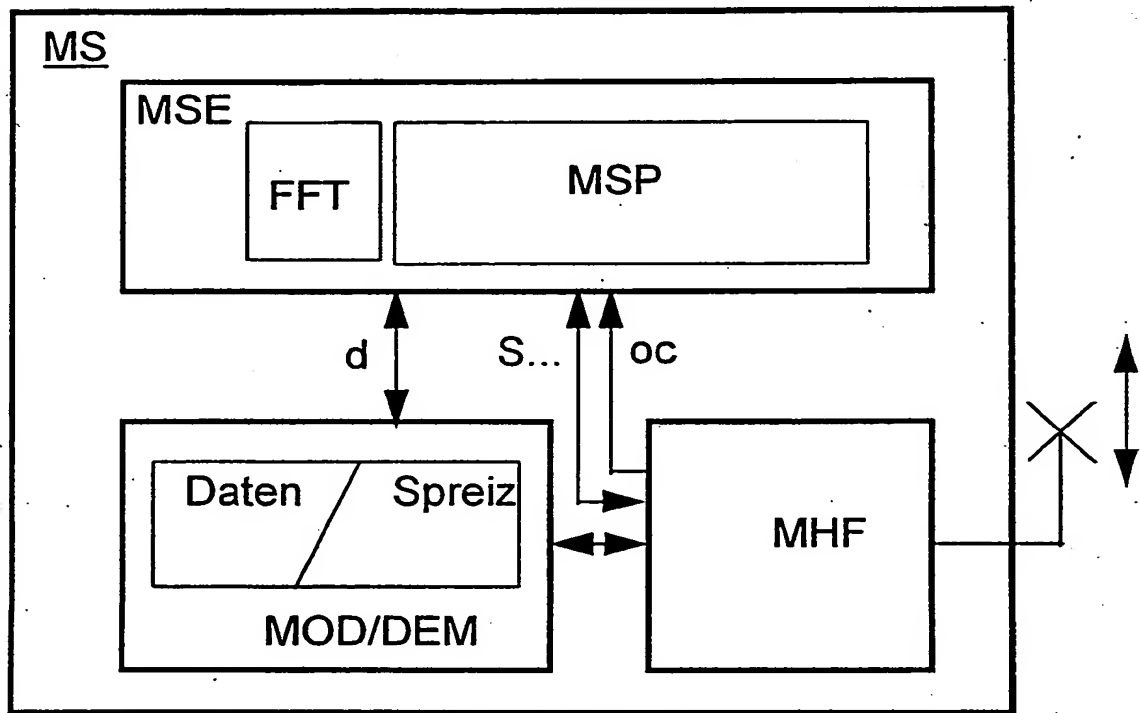 MS
MSE
FFT
MSP
d
S...
oc
Daten
Spreiz
MHF
MOD/DEM